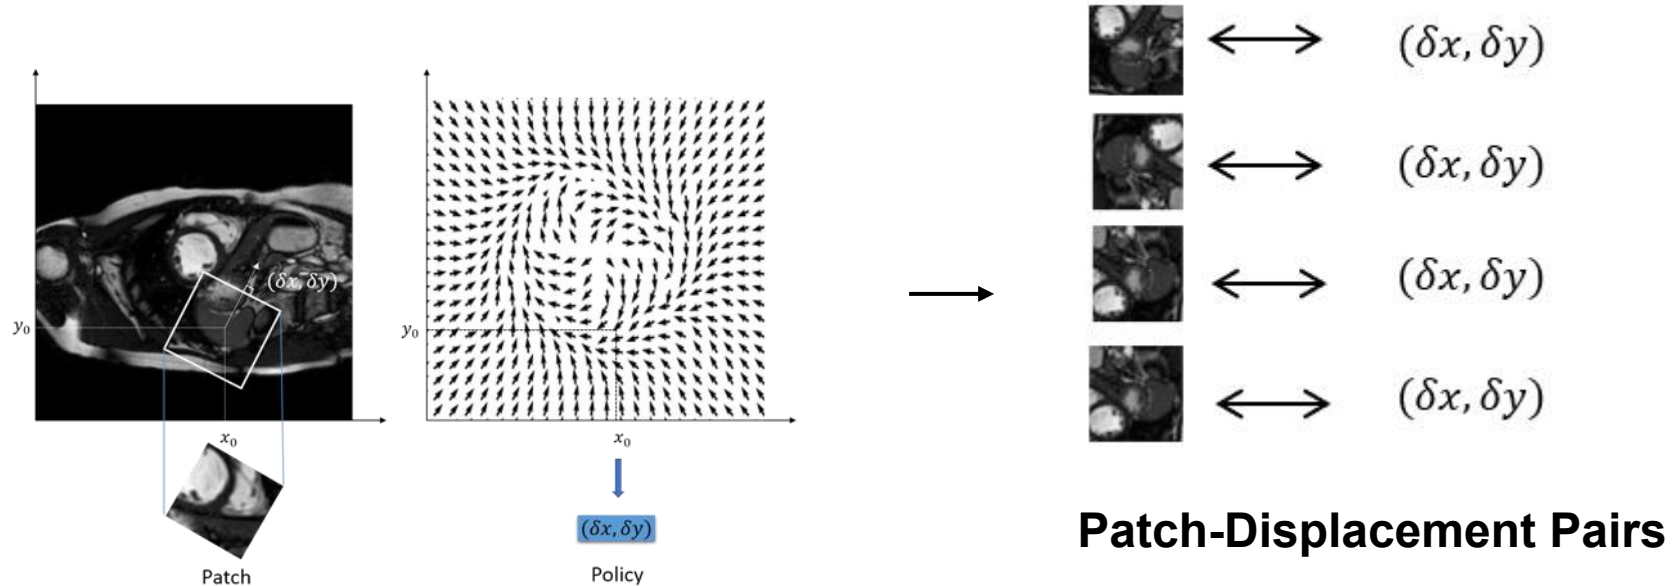 (δx, δy)
y₀
x₀
Patch
y₀
x₀
(δx, δy)
Policy
(δx, δy)
(δx, δy)
(δx, δy)
(δx, δy)
Patch-Displacement Pairs